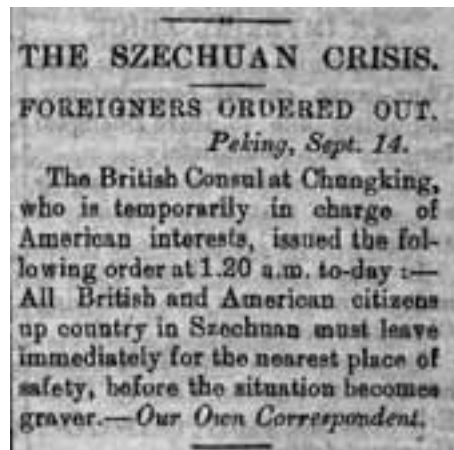 THE SZECHUAN CRISIS.
FOREIGNERS ORDERED OUT.
Peking, Sept. 14.
The British Consul at Chungking,
who is temporarily in charge of
American interests, issued the fol-
lowing order at 1.20 a.m. to-day :—
All British and American citizens
up country in Szechuan must leave
immediately for the nearest place of
safety, before the situation becomes
graver.—Our Own Correspondent.